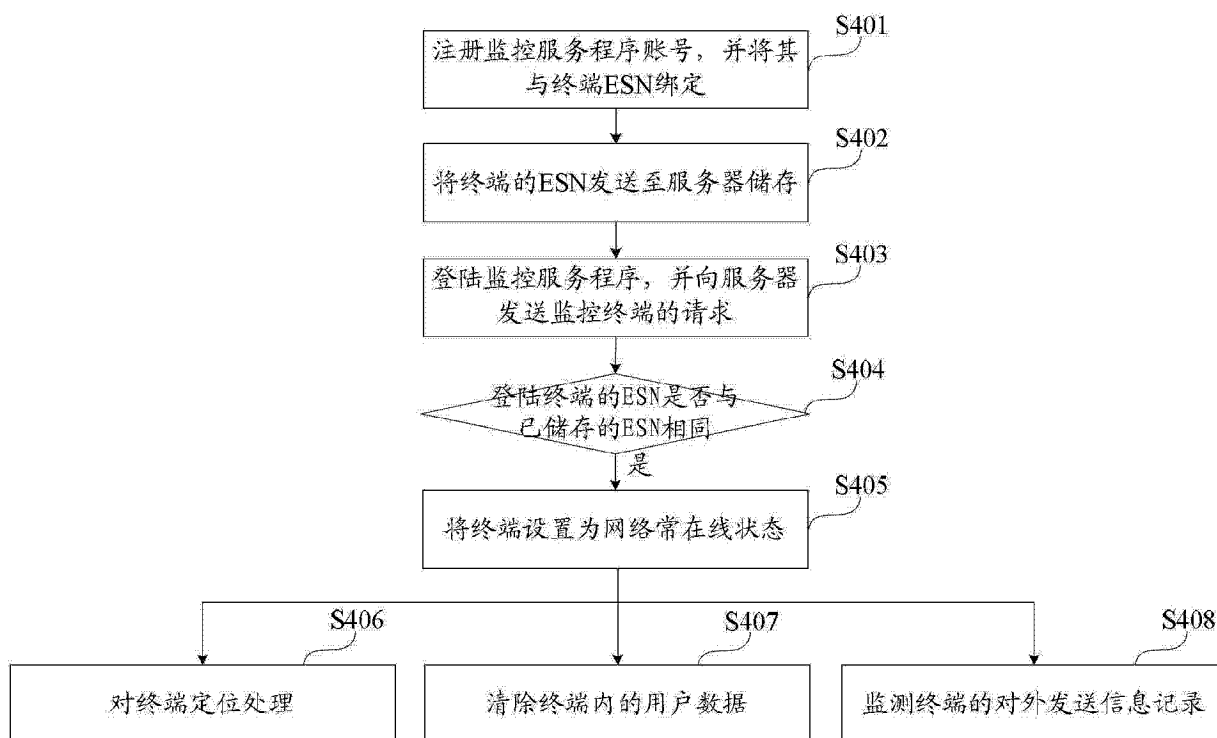 S401
注册监控服务程序账号，并将其
与终端ESN绑定
S402
将终端的ESN发送至服务器储存
S403
登陆监控服务程序，并向服务器
发送监控终端的请求
S404
登陆终端的ESN是否与
已储存的ESN相同
是
S405
将终端设置为网络常在线状态
S406
对终端定位处理
S407
清除终端内的用户数据
S408
监测终端的对外发送信息记录